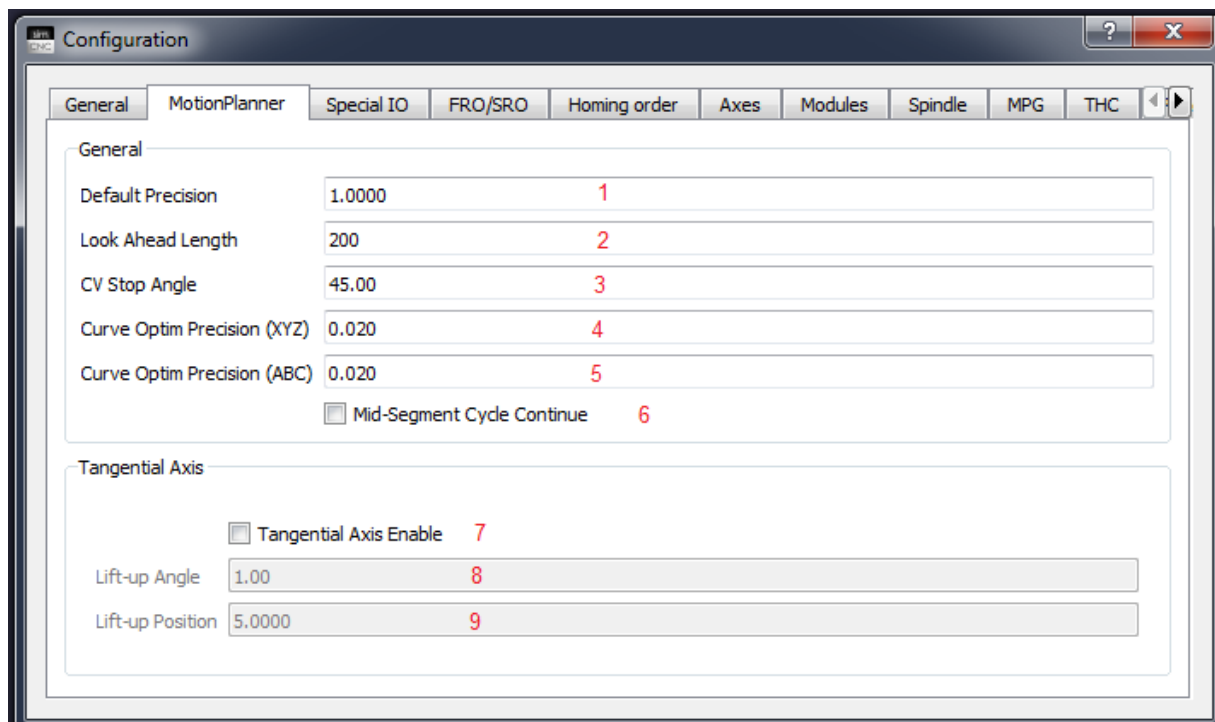 sim
CNC
Configuration
?
X
General MotionPlanner Special IO FRO/SRO Homing order Axes Modules Spindle MPG THC
General
Default Precision 1.0000 1
Look Ahead Length 200 2
CV Stop Angle 45.00 3
Curve Optim Precision (XYZ) 0.020 4
Curve Optim Precision (ABC) 0.020 5
Mid-Segment Cycle Continue 6
Tangential Axis
Tangential Axis Enable 7
Lift-up Angle 1.00 8
Lift-up Position 5.0000 9